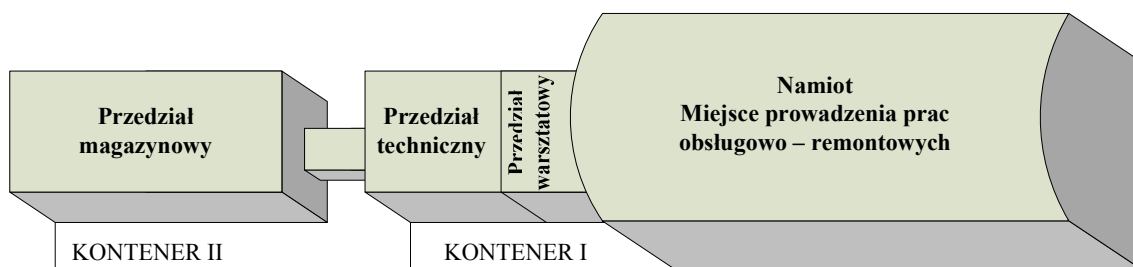 Przedział
magazynowy
Przedział
techniczny
Przedział
warsztatowy
Namiot
Miejsce prowadzenia prac
obsługowo – remontowych
KONTENER II
KONTENER I